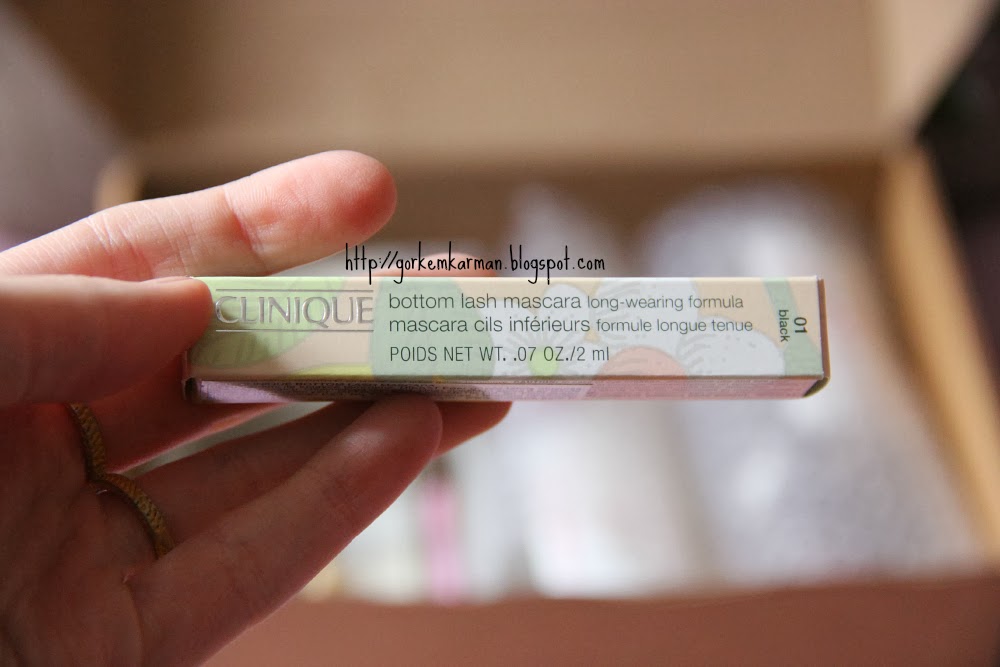 http://gorkemkarman.blogspot.com
CLINIQUE
bottom lash mascara long-wearing formula
mascara cils inférieurs formule longue tenue
POIDS NET WT. .07 OZ./2 ml
01
black